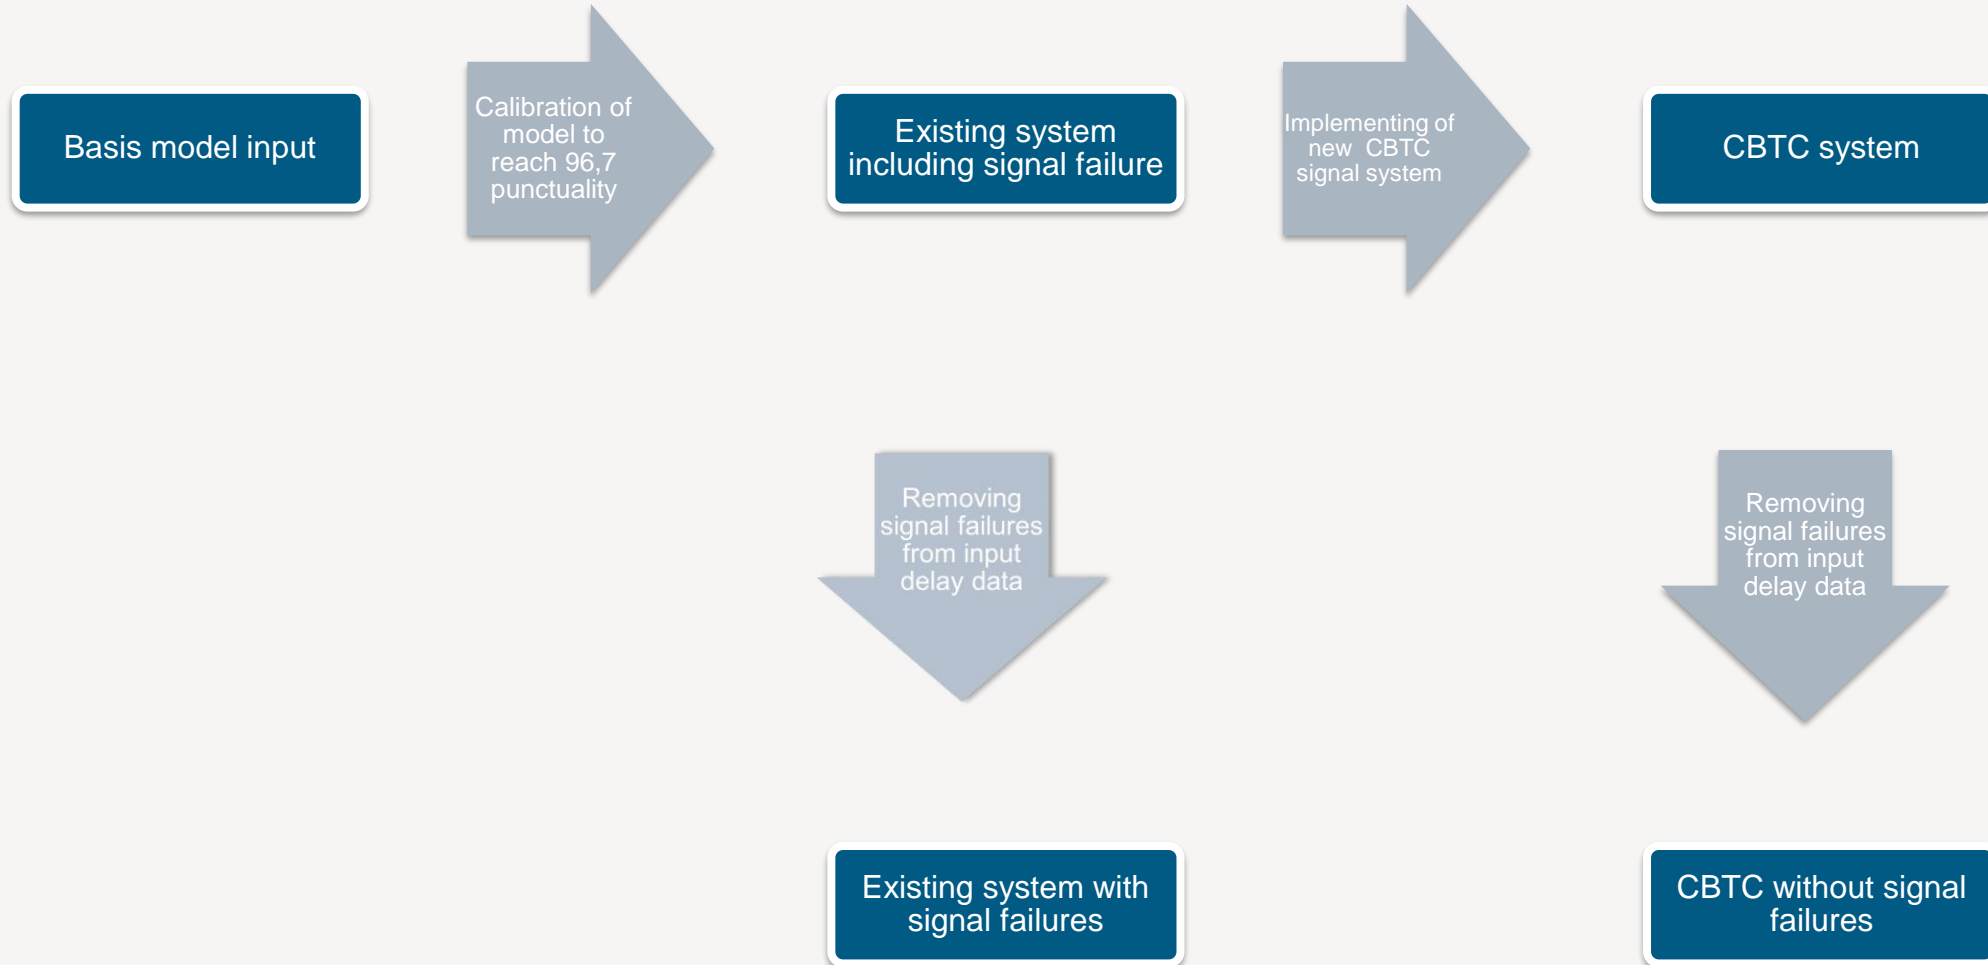 Basis model input
Calibration of
model to
reach 96,7
punctuality
Existing system
including signal failure
Implementing of
new CBTC
signal system
CBTC system
Removing
signal failures
from input
delay data
Removing
signal failures
from input
delay data
Existing system with
signal failures
CBTC without signal
failures